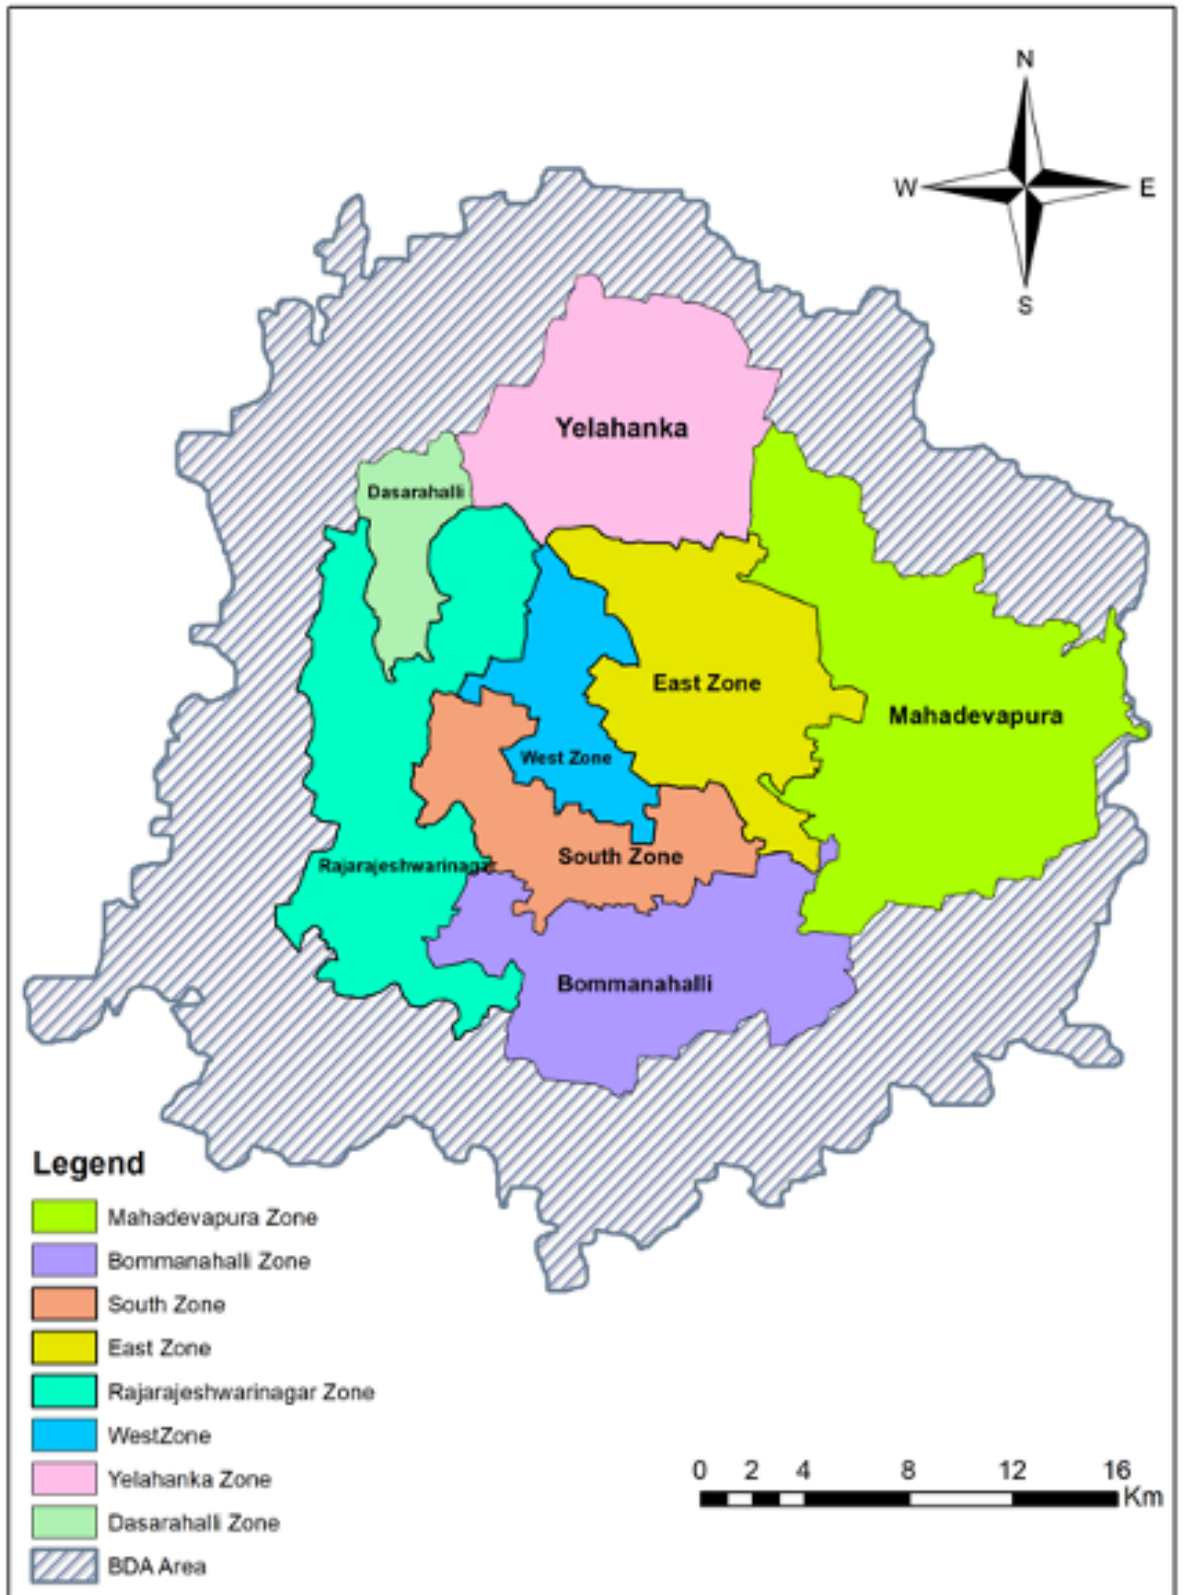 N
W E
S
Yelahanka
Dasarahalli
East Zone
Mahadevapura
West Zone
South Zone
Rajarajeshwarinagar
Bommanahalli
Legend
Mahadevapura Zone
Bommanahalli Zone
South Zone
East Zone
Rajarajeshwarinagar Zone
WestZone
Yelahanka Zone
Dasarahalli Zone
BDA Area
0 2 4 8 12 16
Km